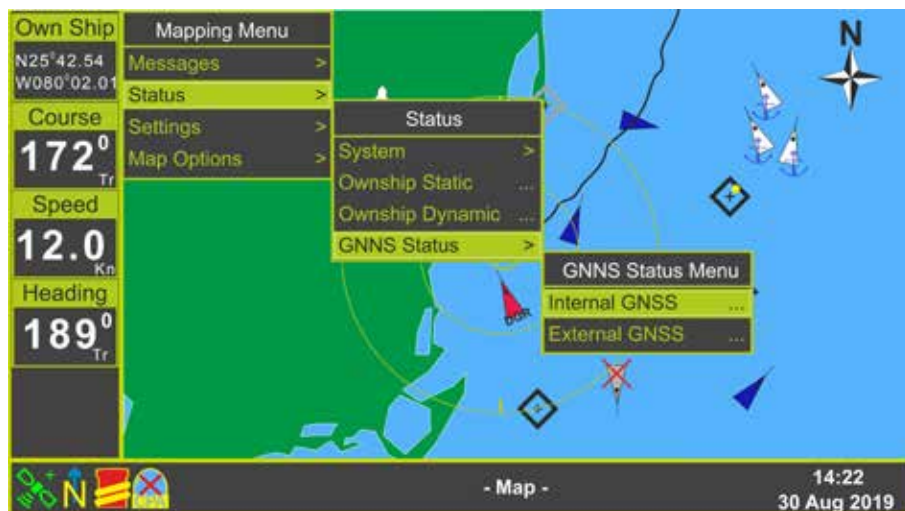 Own Ship
N25°42.54
W080°02.01
Course
172°
Tr
Speed
12.0
Kn
Heading
189°
Tr
Mapping Menu
Messages >
Status >
Settings >
Map Options >
Status
System >
Ownship Static ...
Ownship Dynamic ...
GNNS Status >
GNNS Status Menu
Internal GNSS ...
External GNSS ...
N
N
CPA
- Map -
14:22
30 Aug 2019